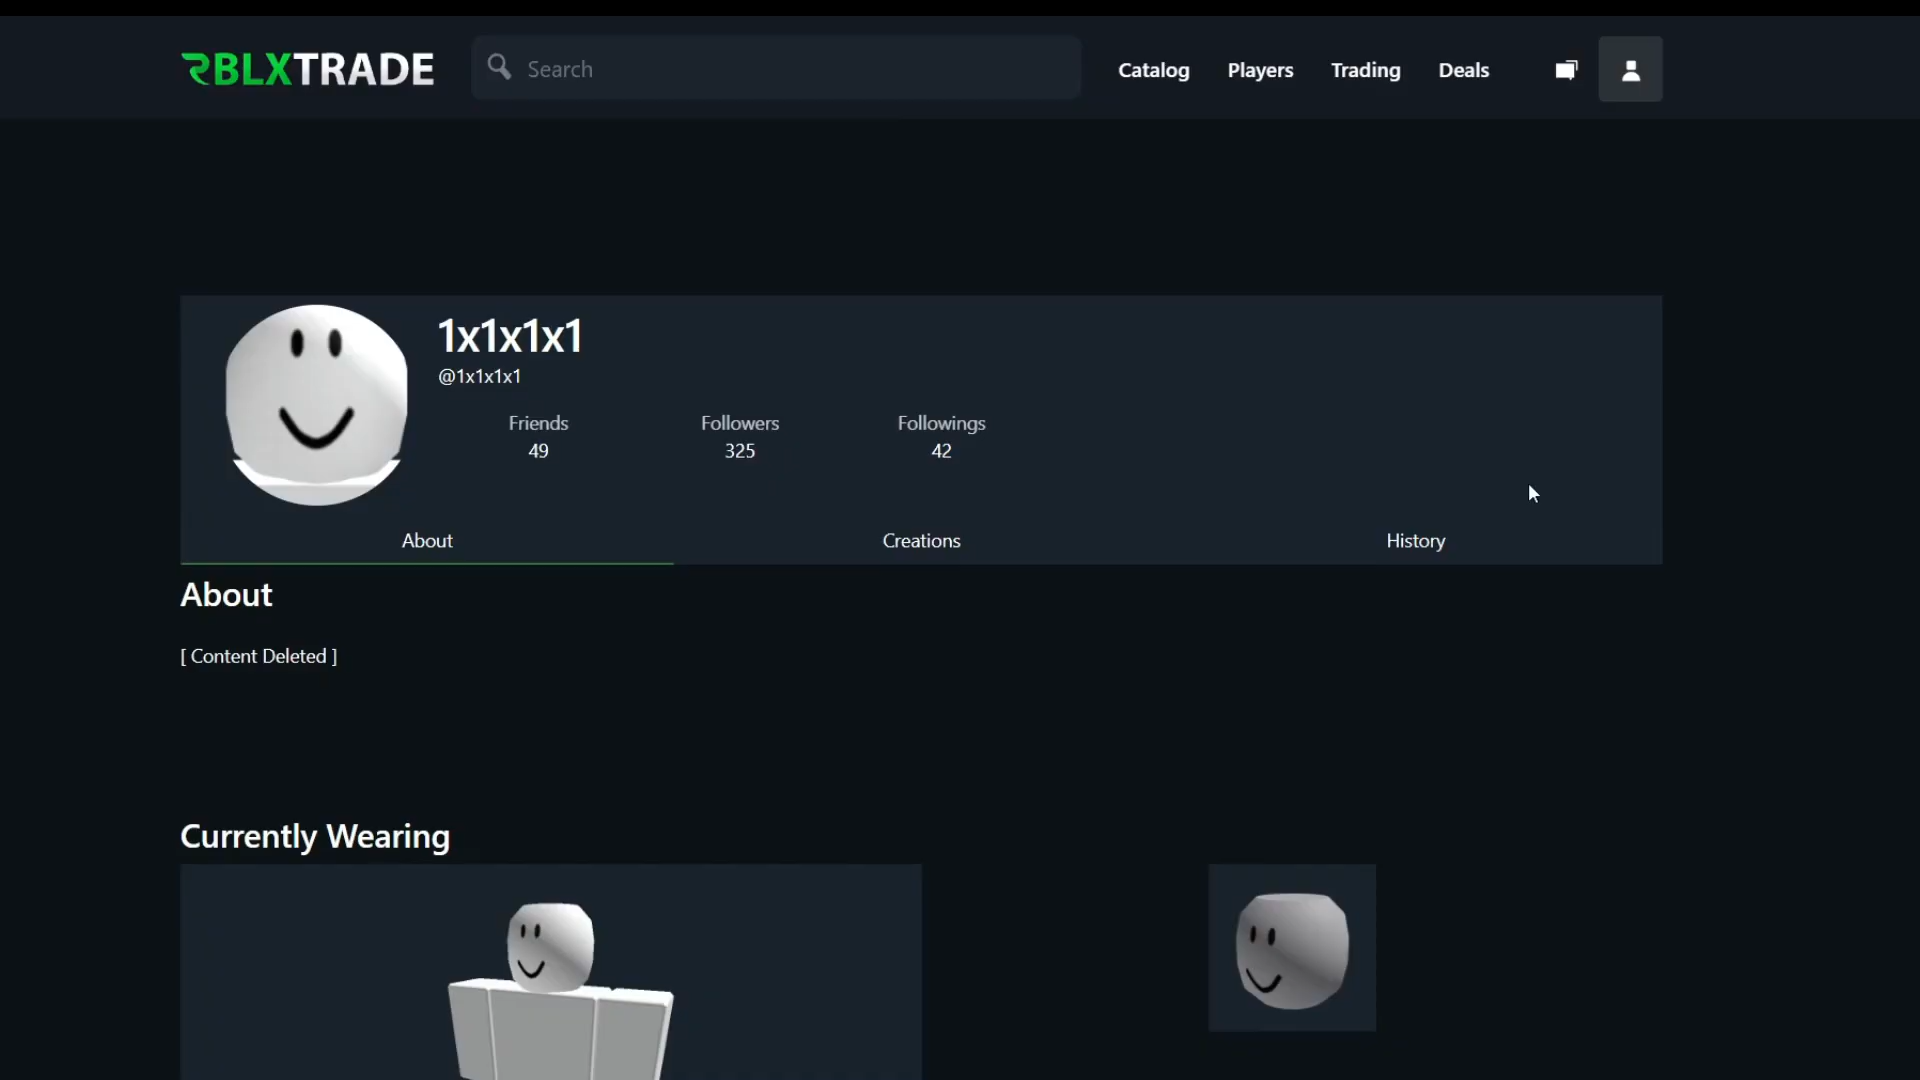 RBLXTRADE
Search
Catalog
Players
Trading
Deals
1x1x1x1
@1x1x1x1
Friends
49
Followers
325
Followings
42
About
Creations
History
About
[ Content Deleted ]
Currently Wearing